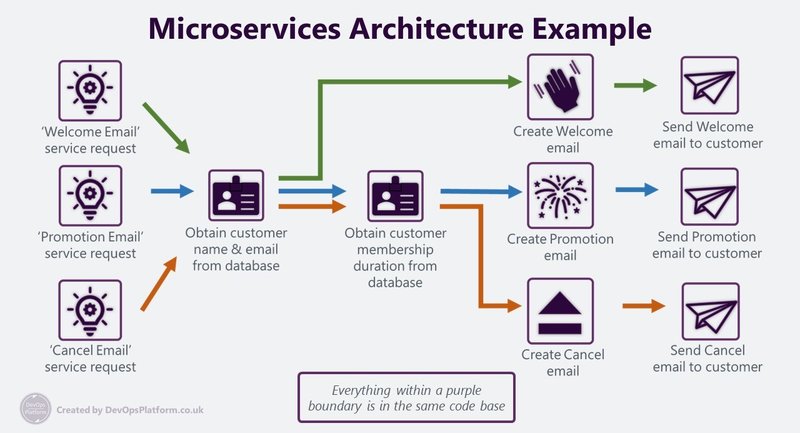 Microservices Architecture Example
‘Welcome Email’
service request
‘Promotion Email’
service request
‘Cancel Email’
service request
Obtain customer
name & email
from database
Obtain customer
membership
duration from
database
Create Welcome
email
Send Welcome
email to customer
Create Promotion
email
Send Promotion
email to customer
Create Cancel
email
Send Cancel
email to customer
Everything within a purple
boundary is in the same code base
DevOps
Platform
Created by DevOpsPlatform.co.uk